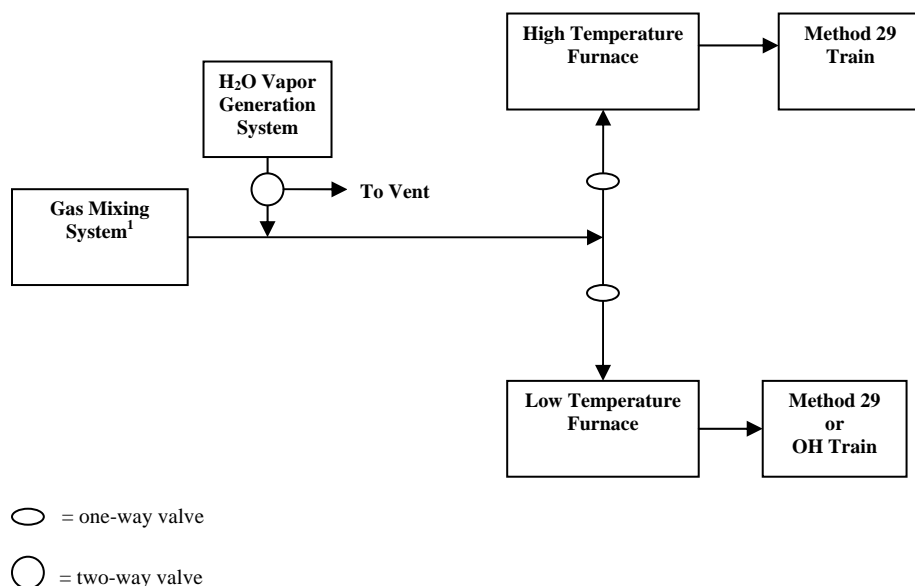 High Temperature
Furnace
Method 29
Train
H₂O Vapor
Generation
System
To Vent
Gas Mixing
System¹
Low Temperature
Furnace
Method 29
or
OH Train
= one-way valve
= two-way valve